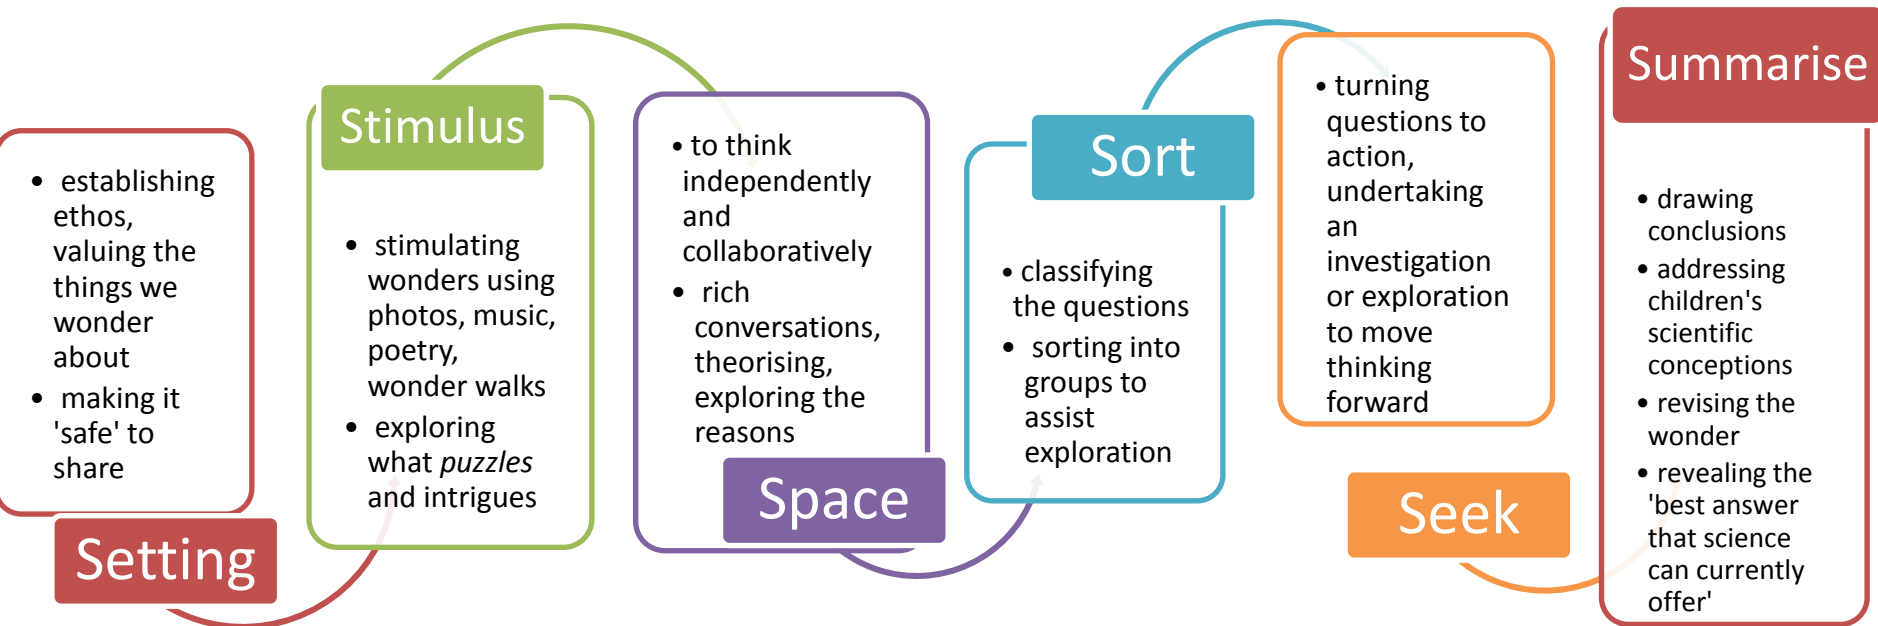 • establishing
ethos,
valuing the
things we
wonder
about
• making it
'safe' to
share
Setting
Stimulus
• stimulating
wonders using
photos, music,
poetry,
wonder walks
• exploring
what puzzles
and intrigues
• to think
independently
and
collaboratively
• rich
conversations,
theorising,
exploring the
reasons
Space
Sort
• classifying
the questions
• sorting into
groups to
assist
exploration
• turning
questions to
action,
undertaking
an
investigation
or exploration
to move
thinking
forward
Seek
Summarise
• drawing
conclusions
• addressing
children's
scientific
conceptions
• revising the
wonder
• revealing the
'best answer
that science
can currently
offer'